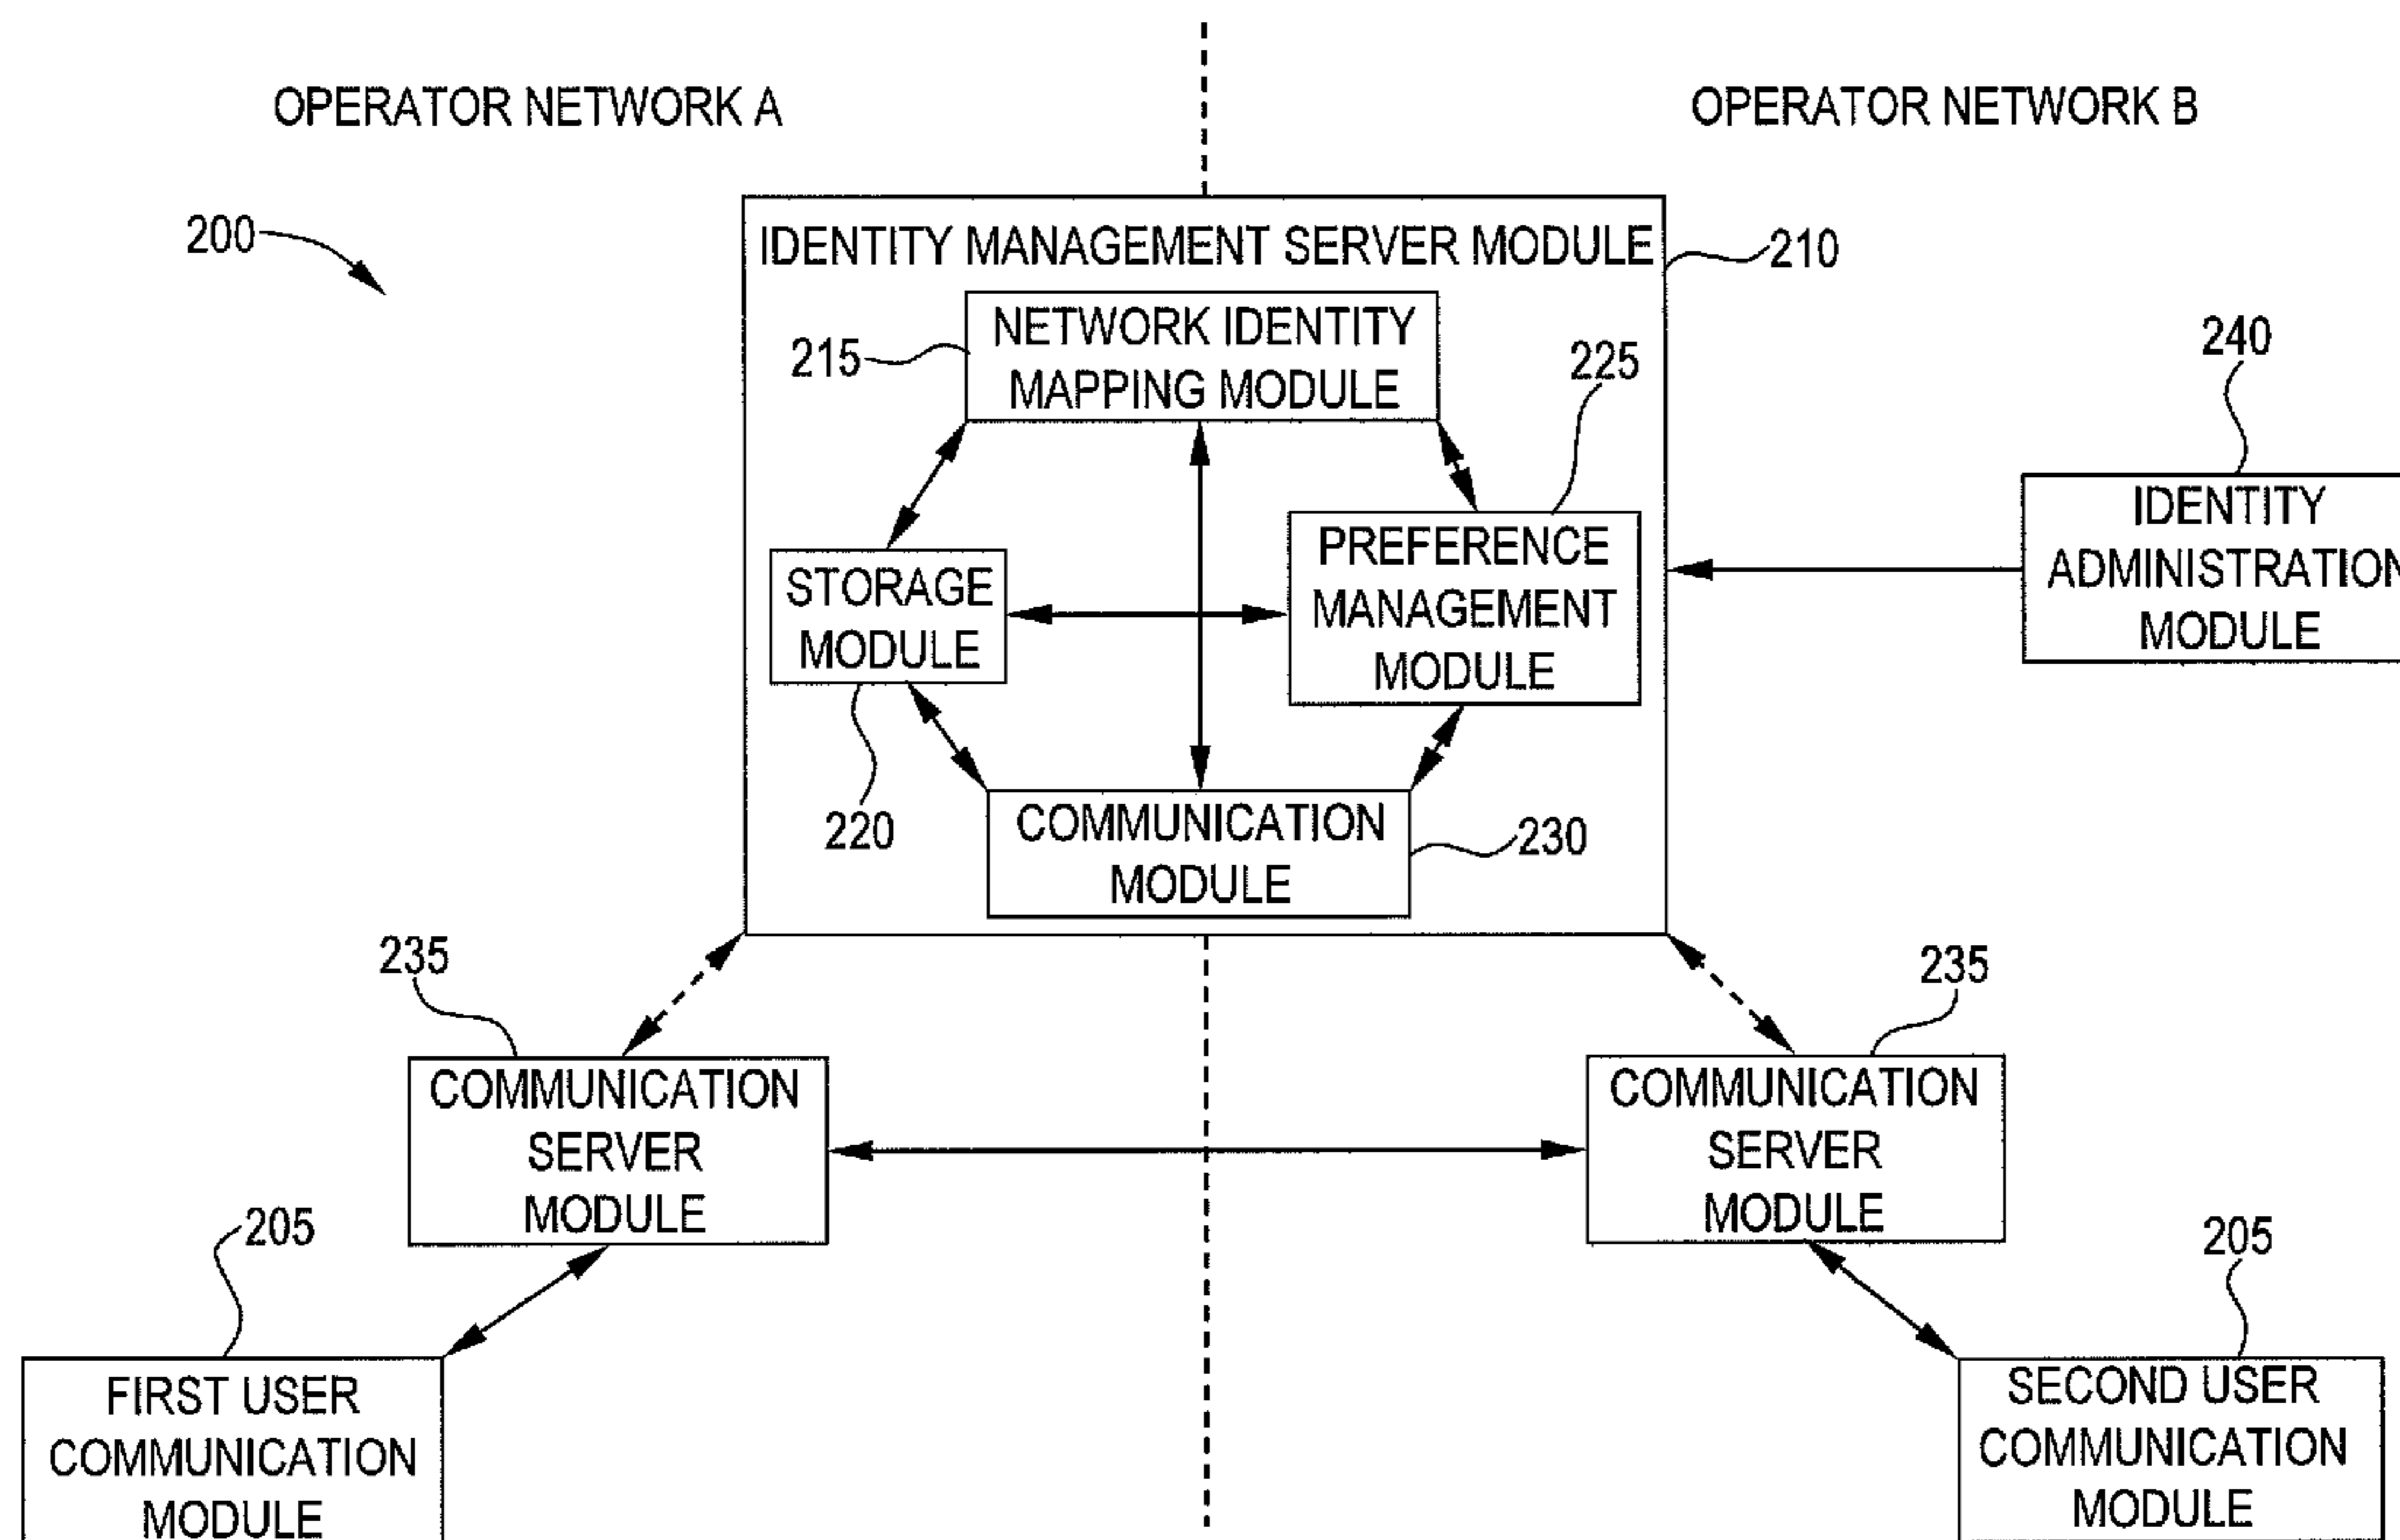 OPERATOR NETWORK A
OPERATOR NETWORK B
200
IDENTITY MANAGEMENT SERVER MODULE
210
NETWORK IDENTITY
MAPPING MODULE
215
225
240
STORAGE
MODULE
220
PREFERENCE
MANAGEMENT
MODULE
IDENTITY
ADMINISTRATION
MODULE
COMMUNICATION
MODULE
230
235
COMMUNICATION
SERVER
MODULE
235
COMMUNICATION
SERVER
MODULE
205
FIRST USER
COMMUNICATION
MODULE
205
SECOND USER
COMMUNICATION
MODULE